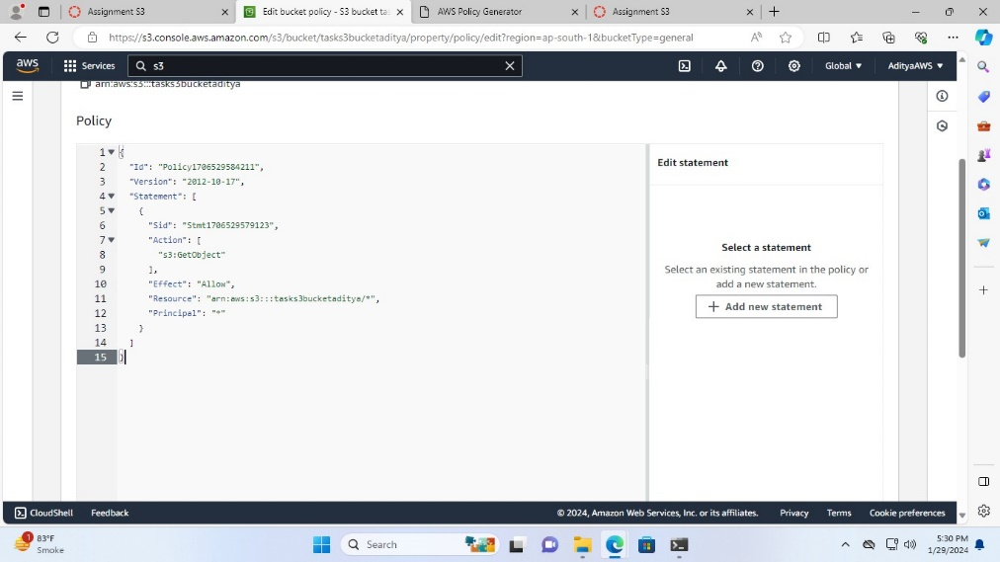 Assignment S3
Edit bucket policy - S3 bucket ta
AWS Policy Generator
Assignment S3
https://s3.console.aws.amazon.com/s3/bucket/tasks3bucketaditya/property/policy/edit?region=ap-south-1&bucketType=general
aws
Services
s3
Global
AdityaAWS
arn:aws:s3:::tasks3bucketaditya
Policy
1 {
2 "Id": "Policy1706529584211",
3 "Version": "2012-10-17",
4 "Statement": [
5 {
6 "Sid": "Stmt1706529579123",
7 "Action": [
8 "s3:GetObject"
9 ],
10 "Effect": "Allow",
11 "Resource": "arn:aws:s3:::tasks3bucketaditya/*",
12 "Principal": "*"
13 }
14 ]
15 }
Edit statement
Select a statement
Select an existing statement in the policy or
add a new statement.
+ Add new statement
CloudShell
Feedback
© 2024, Amazon Web Services, Inc. or its affiliates.
Privacy
Terms
Cookie preferences
1
83°F
Smoke
Search
5:30 PM
1/29/2024